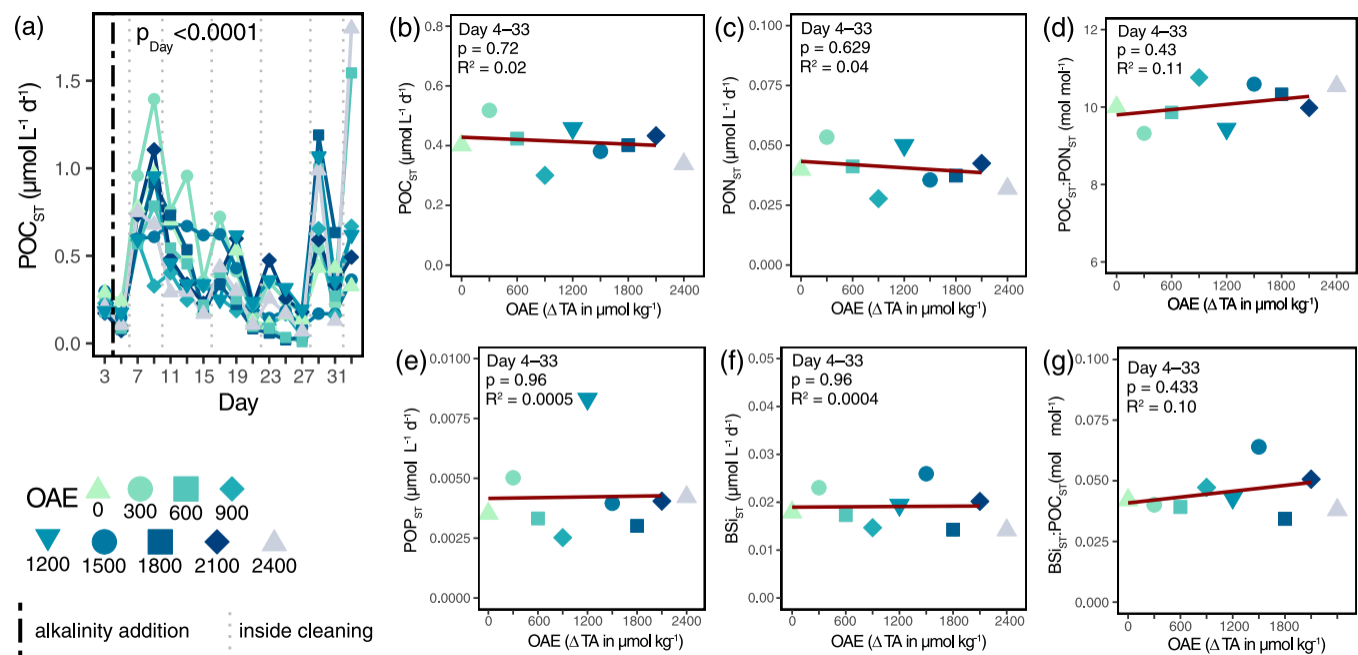 (a)
p_Day <0.0001
POC_ST (µmol L⁻¹ d⁻¹)
1.5
1.0
0.5
0.0
3 7 11 15 19 23 27 31
Day
(b)
Day 4–33
p = 0.72
R² = 0.02
POC_ST (µmol L⁻¹ d⁻¹)
0.8
0.6
0.4
0.2
0.0
0 600 1200 1800 2400
OAE (Δ TA in µmol kg⁻¹)
(c)
Day 4–33
p = 0.629
R² = 0.04
PON_ST (µmol L⁻¹ d⁻¹)
0.100
0.075
0.050
0.025
0.000
0 600 1200 1800 2400
OAE (Δ TA in µmol kg⁻¹)
(d)
Day 4–33
p = 0.43
R² = 0.11
POC_ST:PON_ST (mol mol⁻¹)
12
10
8
6
0 600 1200 1800 2400
OAE (Δ TA in µmol kg⁻¹)
OAE
0 300 600 900
1200 1500 1800 2100 2400
alkalinity addition
inside cleaning
(e)
Day 4–33
p = 0.96
R² = 0.0005
POP_ST (µmol L⁻¹ d⁻¹)
0.0100
0.0075
0.0050
0.0025
0.0000
0 600 1200 1800 2400
OAE (Δ TA in µmol kg⁻¹)
(f)
Day 4–33
p = 0.96
R² = 0.0004
BSi_ST (µmol L⁻¹ d⁻¹)
0.05
0.04
0.03
0.02
0.01
0.00
0 600 1200 1800 2400
OAE (Δ TA in µmol kg⁻¹)
(g)
Day 4–33
p = 0.433
R² = 0.10
BSi_ST:POC_ST (mol mol⁻¹)
0.100
0.075
0.050
0.025
0.000
0 600 1200 1800
OAE (Δ TA in µmol kg⁻¹)